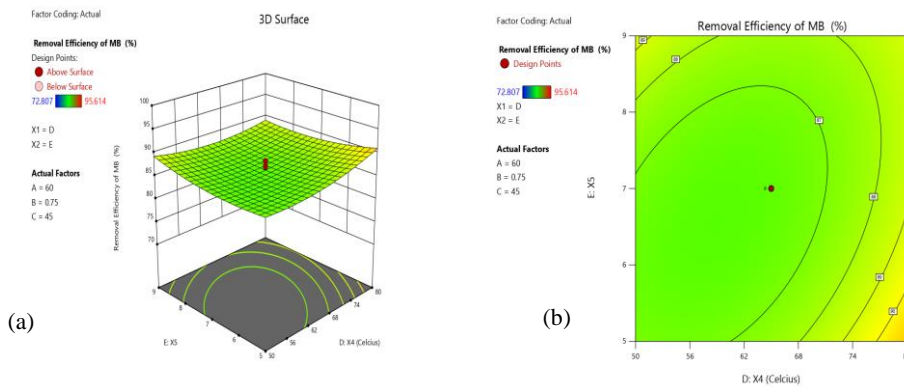 Factor Coding: Actual
3D Surface
Removal Efficiency of MB (%)
Design Points:
Above Surface
Below Surface
72.807 95.614
X1 = D
X2 = E
Actual Factors
A = 60
B = 0.75
C = 45
Removal Efficiency of MB (%)
100
95
90
85
80
75
70
9
8
7
6
5
50
56
62
68
74
80
E: X5
D: X4 (Celcius)
(a)
Factor Coding: Actual
Removal Efficiency of MB (%)
Removal Efficiency of MB (%)
Design Points
72.807 95.614
X1 = D
X2 = E
Actual Factors
A = 60
B = 0.75
C = 45
E: X5
9
8
7
6
5
50
56
62
68
74
D: X4 (Celcius)
(b)